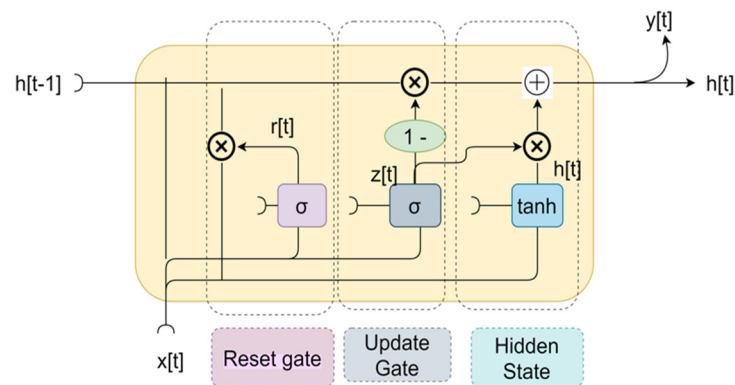 y[t]
h[t-1]
h[t]
r[t]
1 -
z[t]
h[t]
σ
σ
tanh
x[t]
Reset gate
Update
Gate
Hidden
State